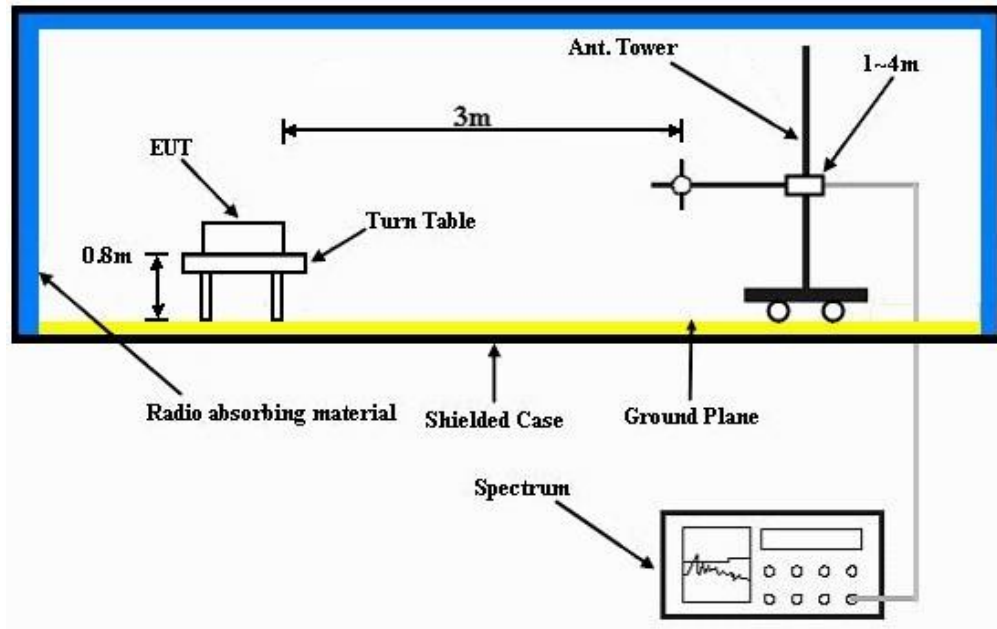 Ant. Tower
1~4m
3m
EUT
Turn Table
0.8m
Radio absorbing material
Shielded Case
Ground Plane
Spectrum